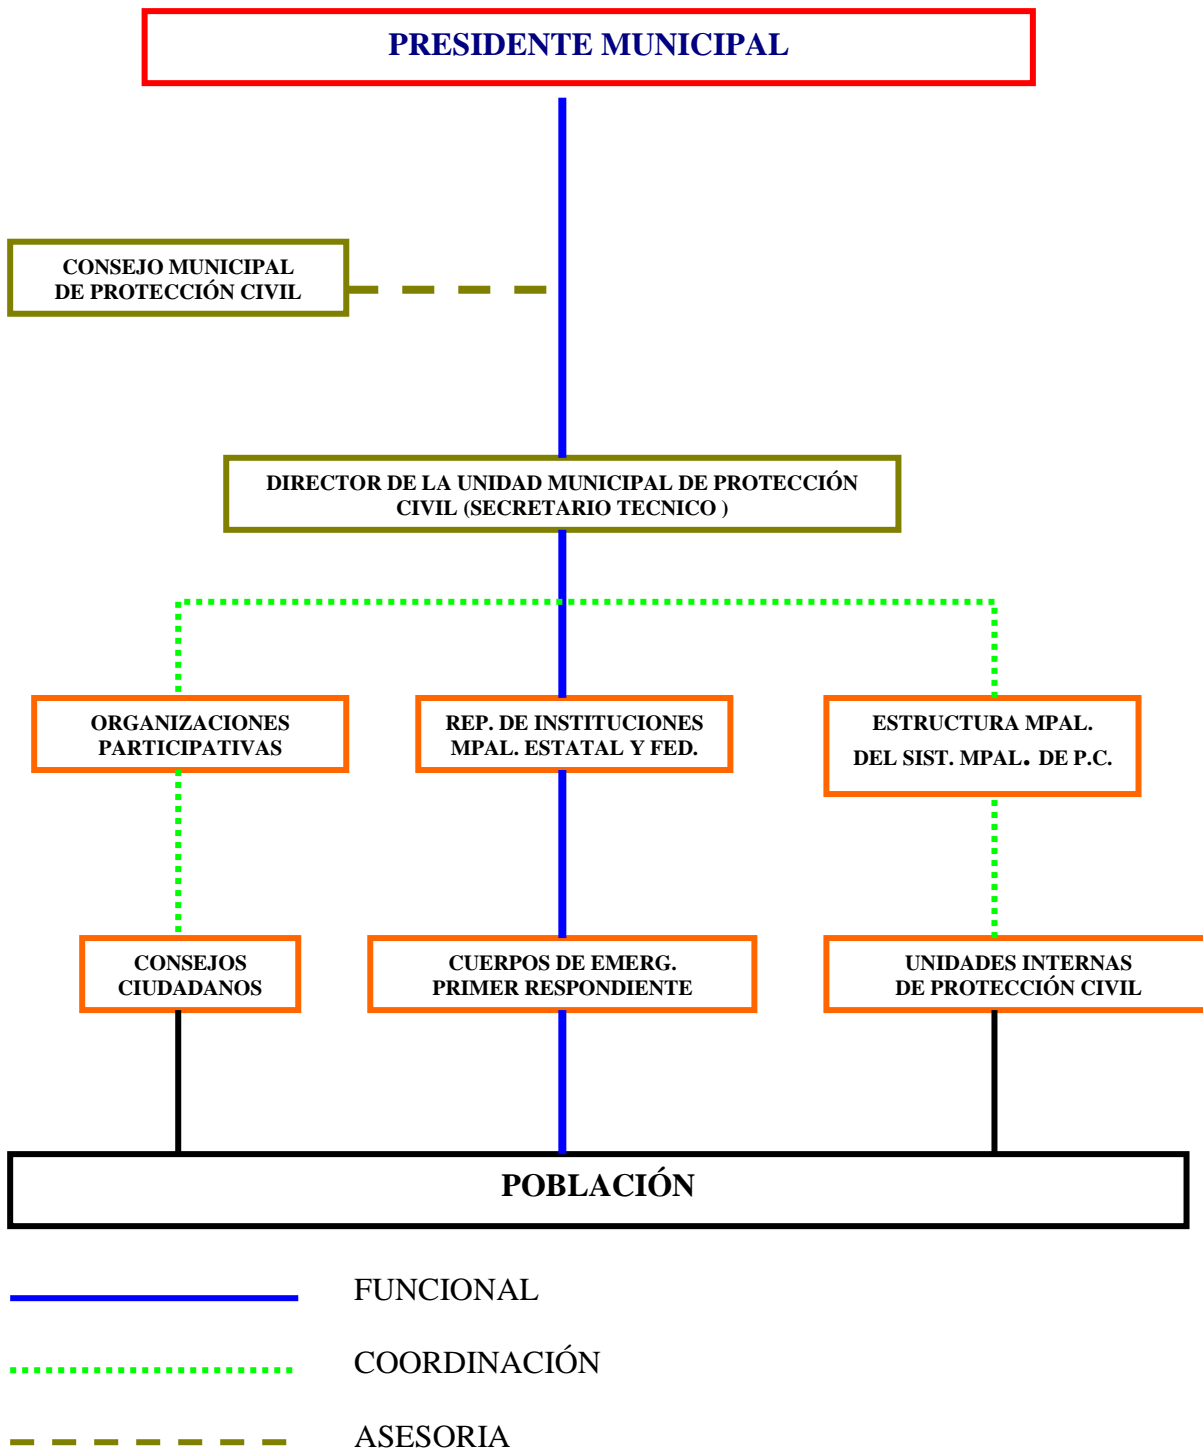 PRESIDENTE MUNICIPAL
CONSEJO MUNICIPAL
DE PROTECCIÓN CIVIL
DIRECTOR DE LA UNIDAD MUNICIPAL DE PROTECCIÓN
CIVIL (SECRETARIO TECNICO )
ORGANIZACIONES
PARTICIPATIVAS
REP. DE INSTITUCIONES
MPAL. ESTATAL Y FED.
ESTRUCTURA MPAL.
DEL SIST. MPAL. DE P.C.
CONSEJOS
CIUDADANOS
CUERPOS DE EMERG.
PRIMER RESPONDIENTE
UNIDADES INTERNAS
DE PROTECCIÓN CIVIL
POBLACIÓN
FUNCIONAL
COORDINACIÓN
ASESORIA